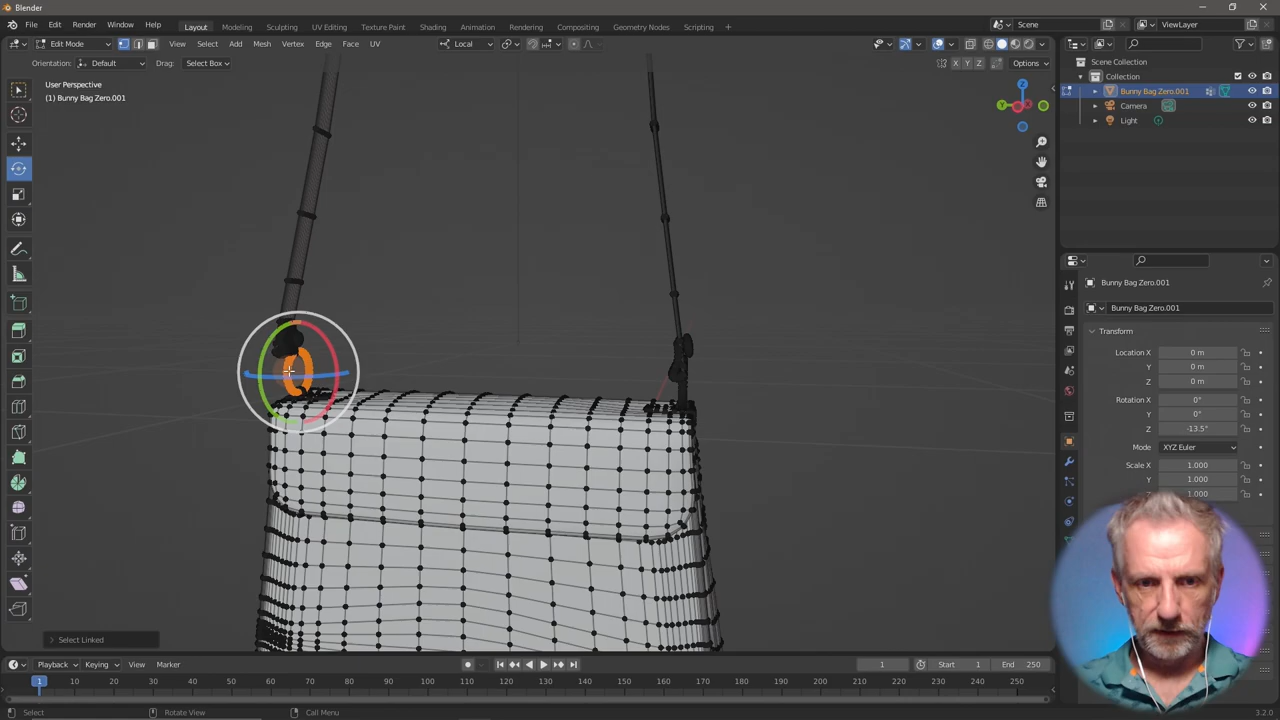 Blender
File Edit Render Window Help
Layout Modeling Sculpting UV Editing Texture Paint Shading Animation Rendering Compositing Geometry Nodes Scripting +
Scene
ViewLayer
Edit Mode
View Select Add Mesh Vertex Edge Face UV
Local
Orientation: Default Drag: Select Box
X Y Z Options
User Perspective
(1) Bunny Bag Zero.001
Z
Scene Collection
Collection
Bunny Bag Zero.001
Camera
Light
Bunny Bag Zero.001
Bunny Bag Zero.001
Transform
Location X 0 m
Y 0 m
Z 0 m
Rotation X 0°
Y 0°
Z -13.5°
Mode XYZ Euler
Scale X 1.000
Y 1.000
1.000
Select Linked
Playback Keying View Marker
1 Start 1 End 250
1 10 20 30 40 50 60 70 80 90 100 110 120 130 140 150 160 170 180 190 200 210 220 230 240 250
Select Rotate View Call Menu
3.2.0